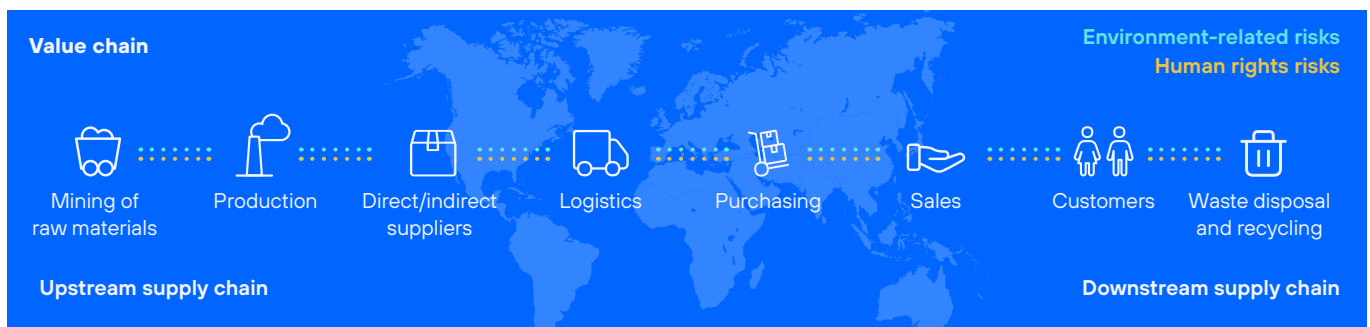 Value chain
Environment-related risks
Human rights risks
Mining of
raw materials
Production
Direct/indirect
suppliers
Logistics
Purchasing
Sales
Customers
Waste disposal
and recycling
Upstream supply chain
Downstream supply chain